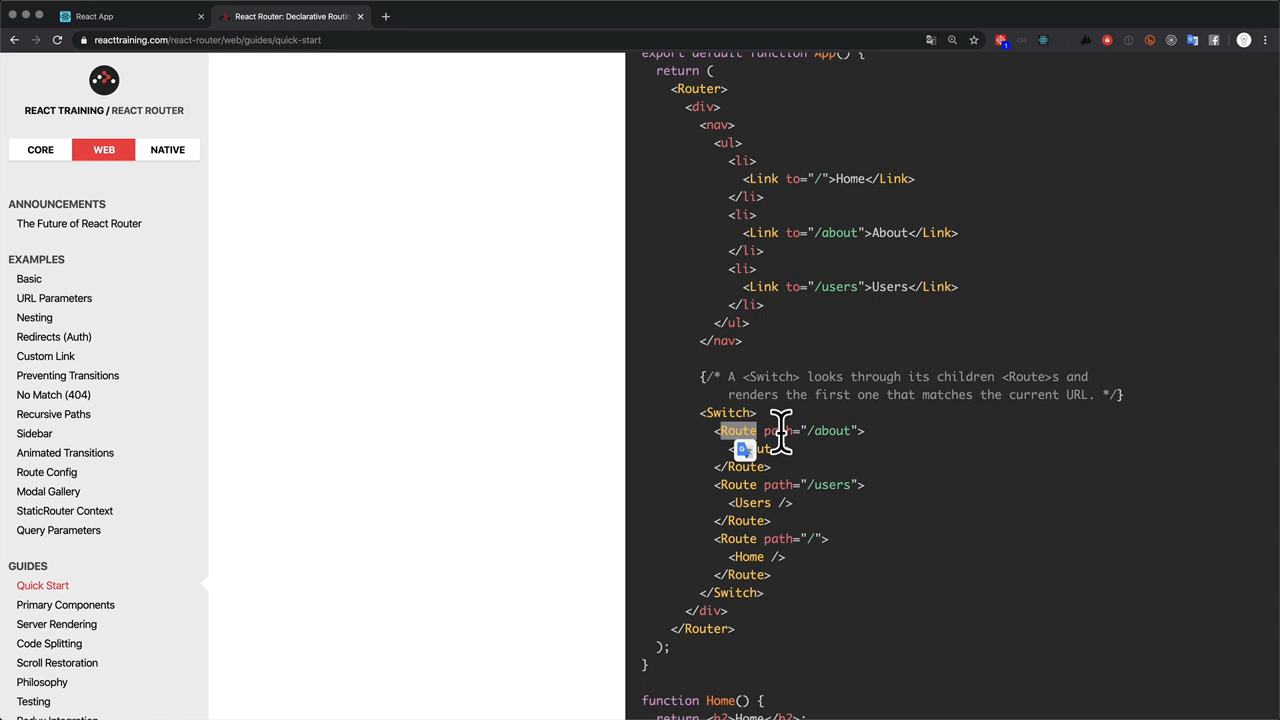 React App
React Router: Declarative Routin
reacttraining.com/react-router/web/guides/quick-start
REACT TRAINING / REACT ROUTER
CORE
WEB
NATIVE
ANNOUNCEMENTS
The Future of React Router
EXAMPLES
Basic
URL Parameters
Nesting
Redirects (Auth)
Custom Link
Preventing Transitions
No Match (404)
Recursive Paths
Sidebar
Animated Transitions
Route Config
Modal Gallery
StaticRouter Context
Query Parameters
GUIDES
Quick Start
Primary Components
Server Rendering
Code Splitting
Scroll Restoration
Philosophy
Testing
Redux Integration
export default function App() {
return (
<Router>
<div>
<nav>
<ul>
<li>
<Link to="/">Home</Link>
</li>
<li>
<Link to="/about">About</Link>
</li>
<li>
<Link to="/users">Users</Link>
</li>
</ul>
</nav>
{/* A <Switch> looks through its children <Route>s and
renders the first one that matches the current URL. */}
<Switch>
<Route path="/about">
</Route>
<Route path="/users">
<Users />
</Route>
<Route path="/">
<Home />
</Route>
</Switch>
</div>
</Router>
);
}
function Home() {
return <h2>Home</h2>;